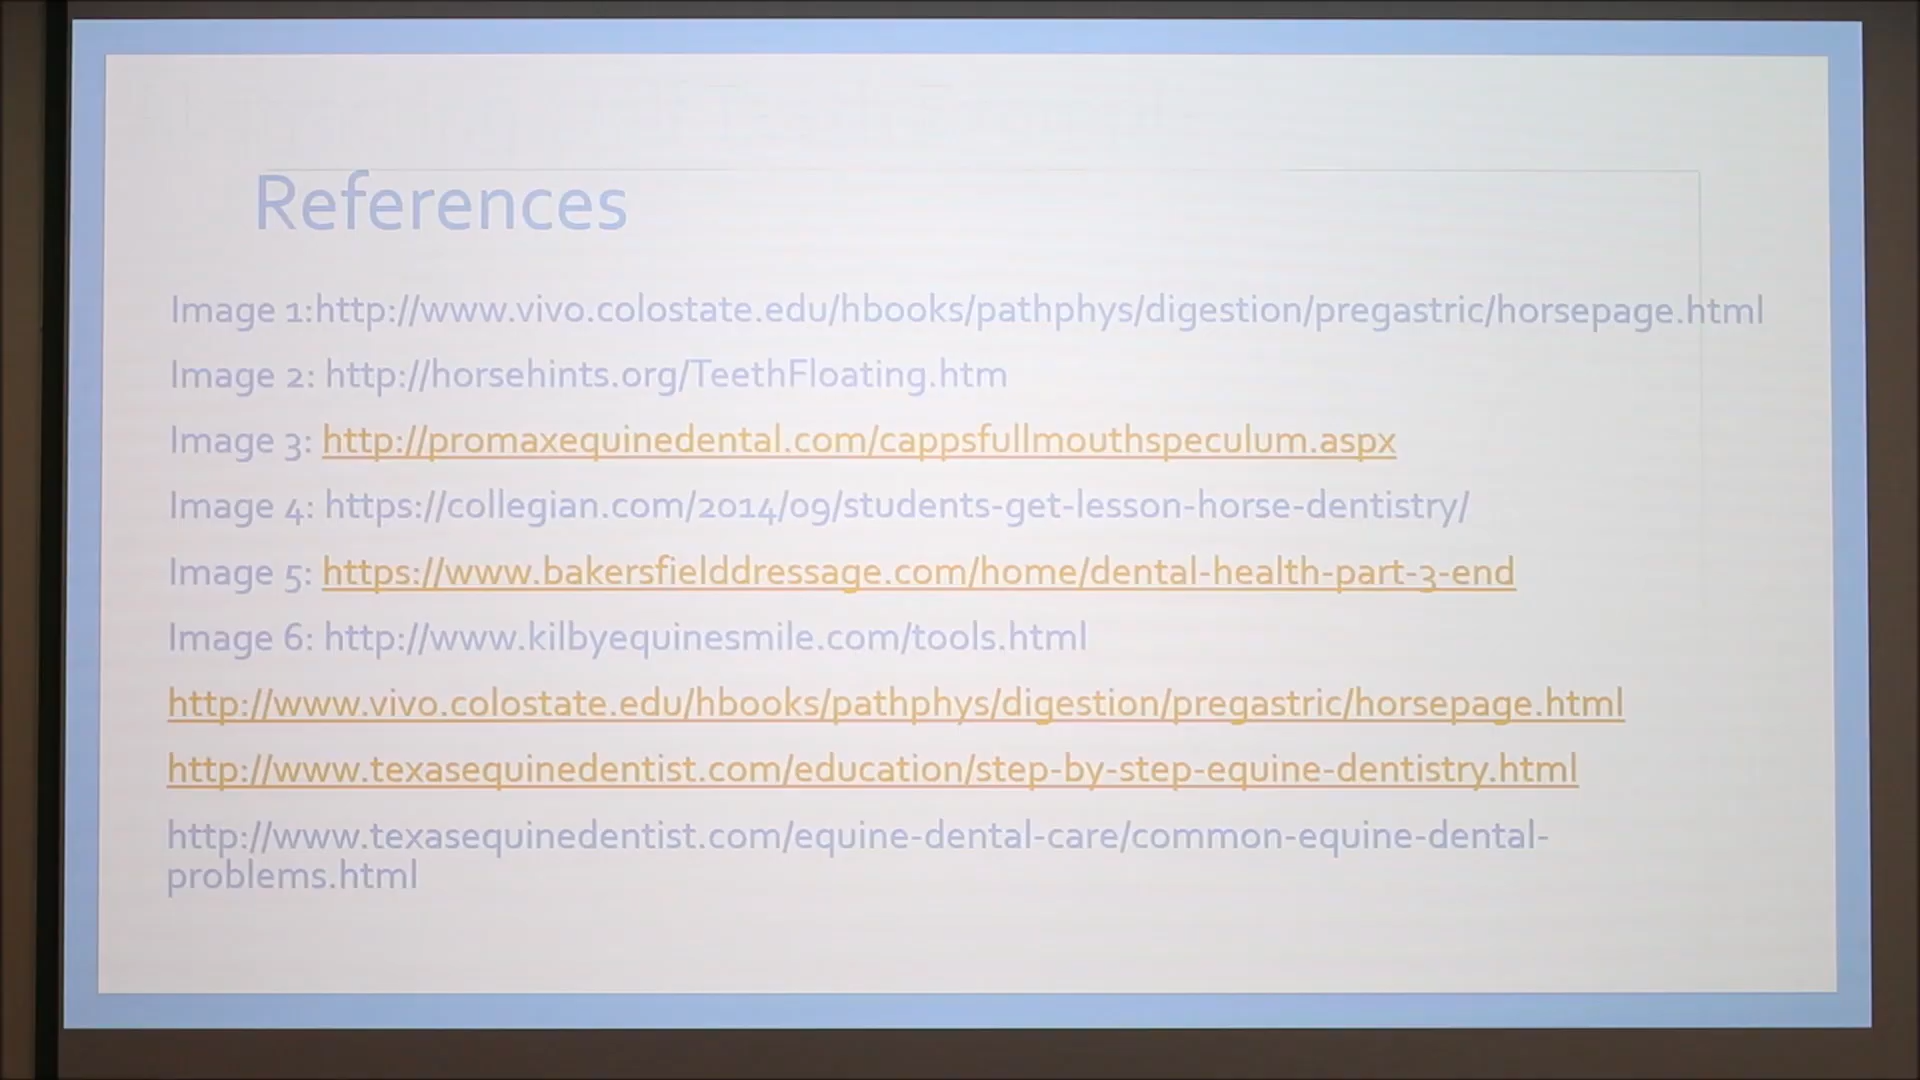 References
Image 1:http://www.vivo.colostate.edu/hbooks/pathphys/digestion/pregastric/horsepage.html
Image 2: http://horsehints.org/TeethFloating.htm
Image 3: http://promaxequinedental.com/cappsfullmouthspeculum.aspx
Image 4: https://collegian.com/2014/09/students-get-lesson-horse-dentistry/
Image 5: https://www.bakersfielddressage.com/home/dental-health-part-3-end
Image 6: http://www.kilbyequinesmile.com/tools.html
http://www.vivo.colostate.edu/hbooks/pathphys/digestion/pregastric/horsepage.html
http://www.texasequinedentist.com/education/step-by-step-equine-dentistry.html
http://www.texasequinedentist.com/equine-dental-care/common-equine-dental-
problems.html